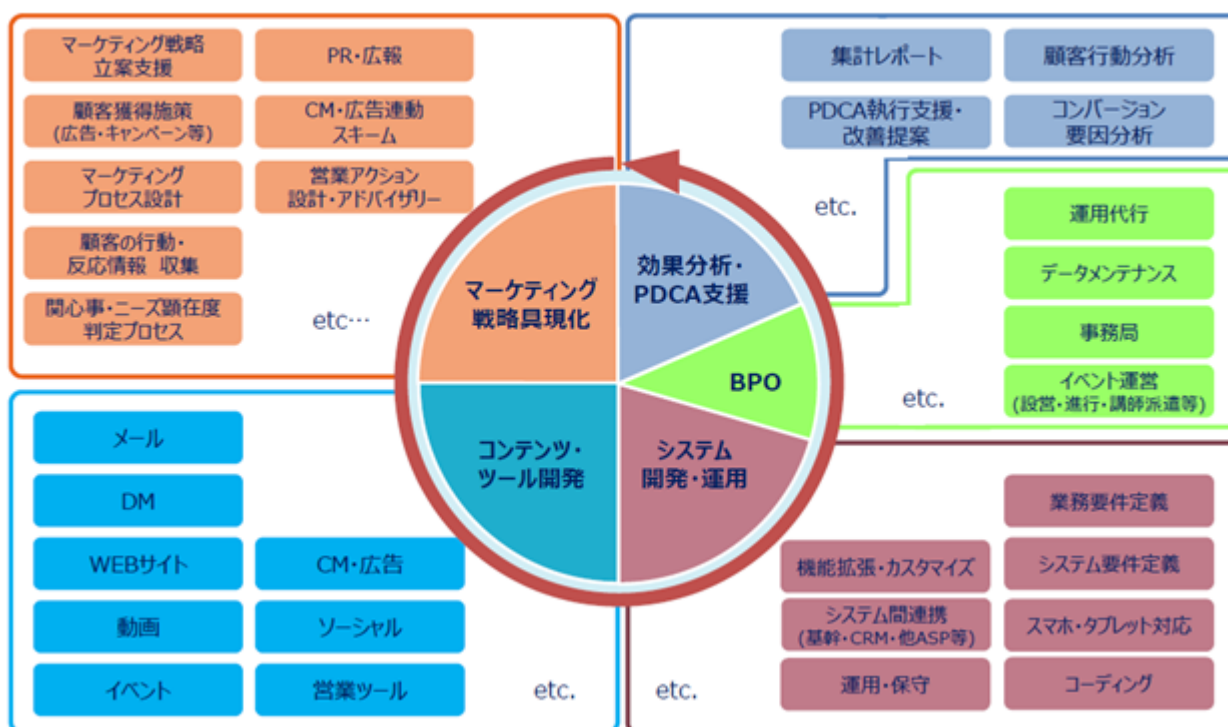 マーケティング戦略
立案支援
PR・広報
顧客獲得施策
(広告・キャンペーン等)
CM・広告連動
スキーム
マーケティング
プロセス設計
営業アクション
設計・アドバイザリー
顧客の行動・
反応情報 収集
関心事・ニーズ顕在度
判定プロセス
etc…
集計レポート
顧客行動分析
PDCA執行支援・
改善提案
コンバージョン
要因分析
etc.
運用代行
データメンテナンス
事務局
イベント運営
(設営・進行・講師派遣等)
etc.
マーケティング
戦略具現化
効果分析・
PDCA支援
BPO
コンテンツ・
ツール開発
システム
開発・運用
メール
DM
WEBサイト
CM・広告
動画
ソーシャル
イベント
営業ツール
etc.
業務要件定義
機能拡張・カスタマイズ
システム要件定義
システム間連携
(基幹・CRM・他ASP等)
スマホ・タブレット対応
運用・保守
コーディング
etc.